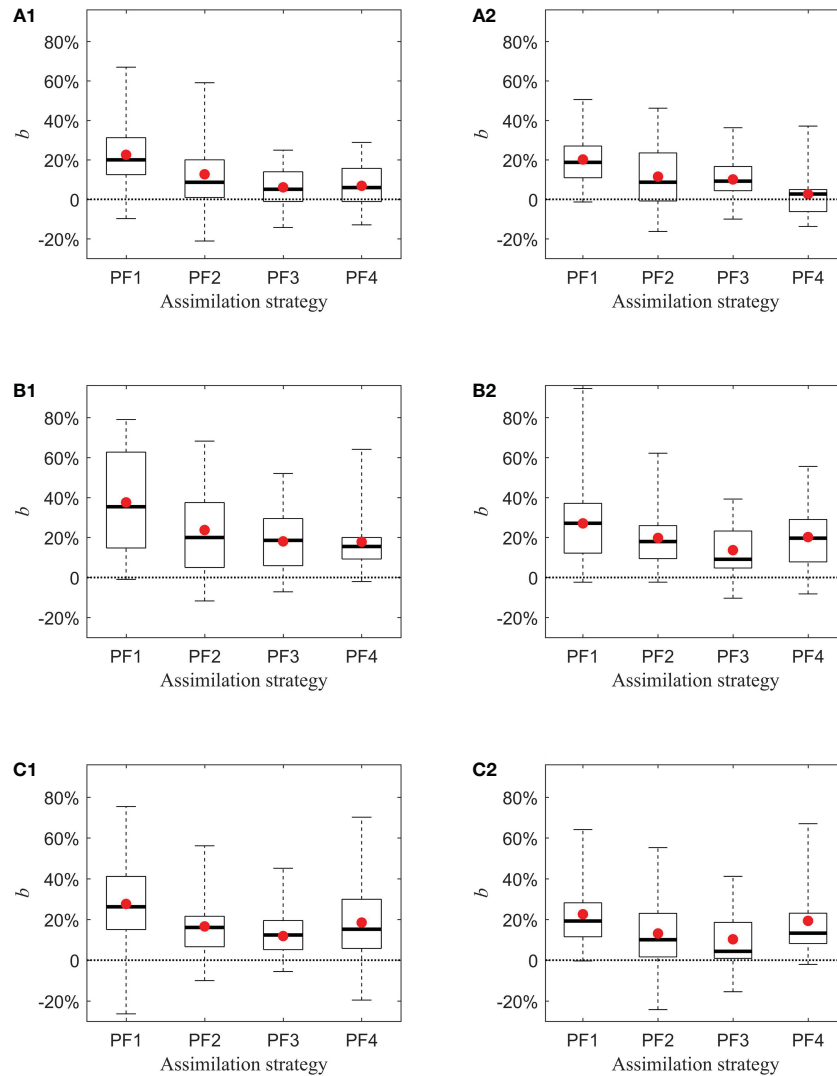 A1
80%
60%
40%
20%
0
-20%
b
PF1 PF2 PF3 PF4
Assimilation strategy
A2
80%
60%
40%
20%
0
-20%
b
PF1 PF2 PF3 PF4
Assimilation strategy
B1
80%
60%
40%
20%
0
-20%
b
PF1 PF2 PF3 PF4
Assimilation strategy
B2
80%
60%
40%
20%
0
-20%
b
PF1 PF2 PF3 PF4
Assimilation strategy
C1
80%
60%
40%
20%
0
-20%
b
PF1 PF2 PF3 PF4
Assimilation strategy
C2
80%
60%
40%
20%
0
-20%
b
PF1 PF2 PF3 PF4
Assimilation strategy